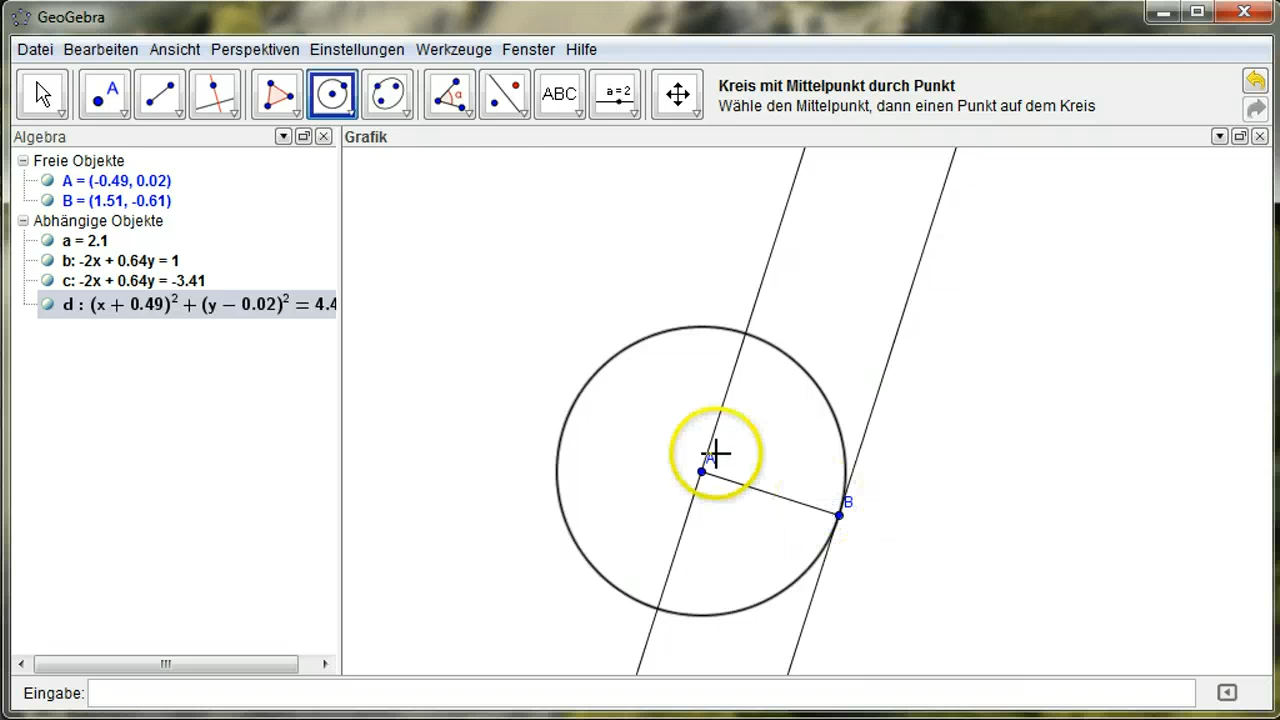 GeoGebra
Datei Bearbeiten Ansicht Perspektiven Einstellungen Werkzeuge Fenster Hilfe
A
α
ABC
a = 2
Kreis mit Mittelpunkt durch Punkt
Wähle den Mittelpunkt, dann einen Punkt auf dem Kreis
Algebra
Grafik
Freie Objekte
A = (-0.49, 0.02)
B = (1.51, -0.61)
Abhängige Objekte
a = 2.1
b: -2x + 0.64y = 1
c: -2x + 0.64y = -3.41
d : (x + 0.49)² + (y − 0.02)² = 4.4
A
B
Eingabe: